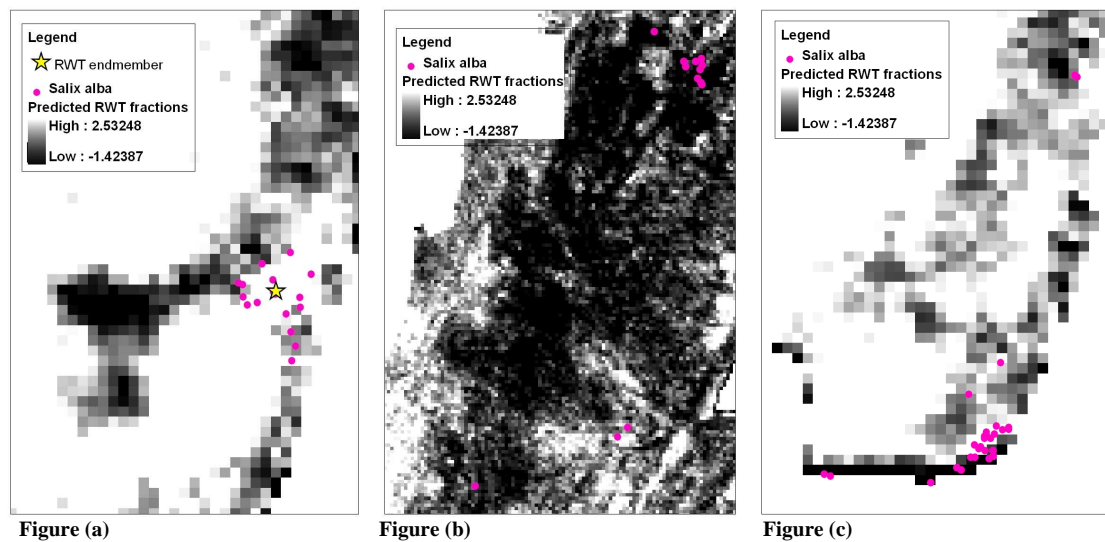 Legend
RWT endmember
Salix alba
Predicted RWT fractions
High : 2.53248
Low : -1.42387
Legend
Salix alba
Predicted RWT fractions
High : 2.53248
Low : -1.42387
Legend
Salix alba
Predicted RWT fractions
High : 2.53248
Low : -1.42387
Figure (a)
Figure (b)
Figure (c)